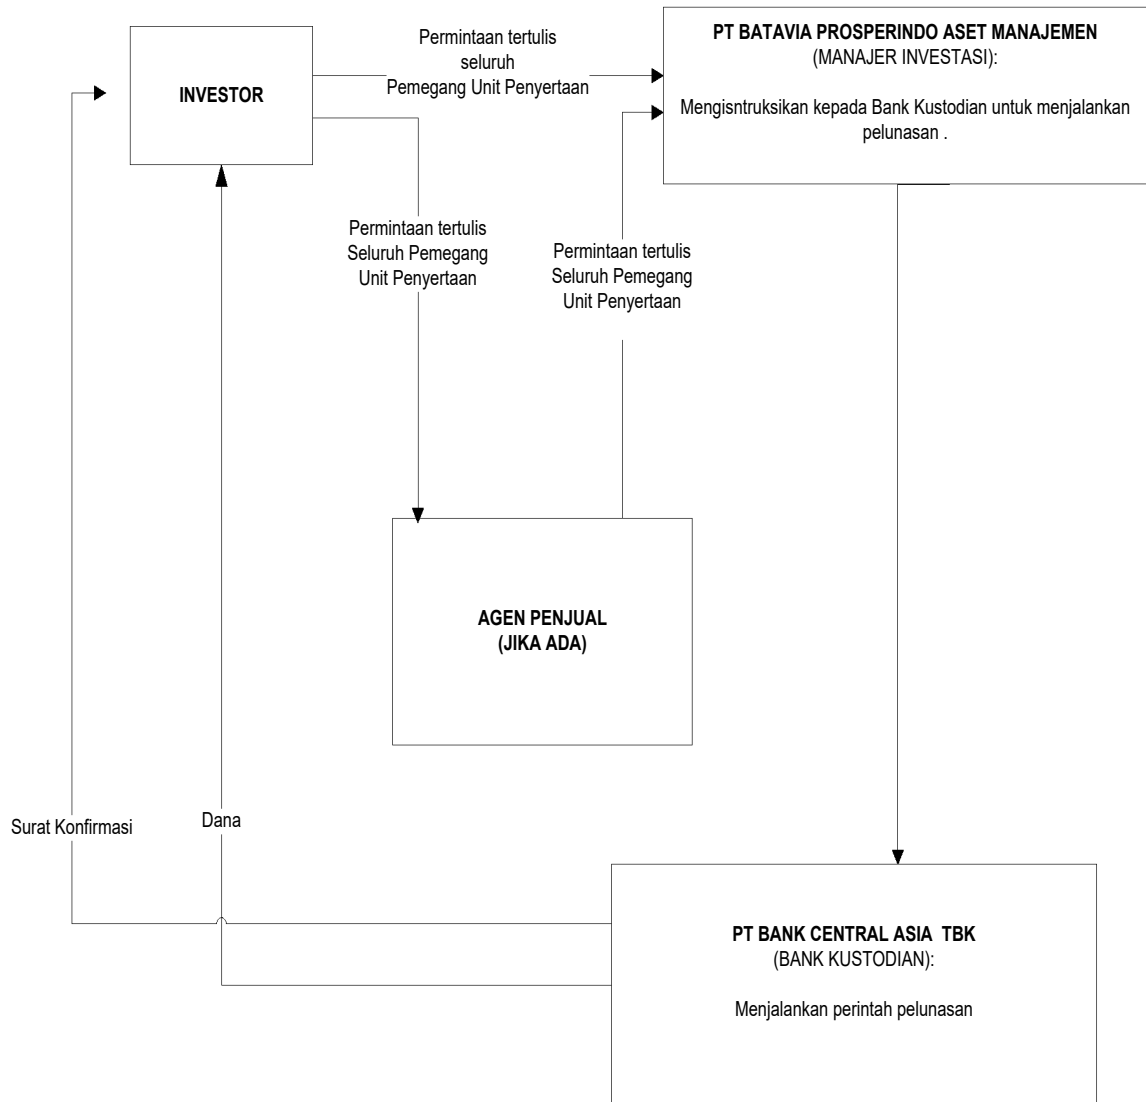 INVESTOR
Permintaan tertulis
seluruh
Pemegang Unit Penyertaan
PT BATAVIA PROSPERINDO ASET MANAJEMEN
(MANAJER INVESTASI):
Mengisntruksikan kepada Bank Kustodian untuk menjalankan
pelunasan .
Permintaan tertulis
Seluruh Pemegang
Unit Penyertaan
Permintaan tertulis
Seluruh Pemegang
Unit Penyertaan
AGEN PENJUAL
(JIKA ADA)
Surat Konfirmasi
Dana
PT BANK CENTRAL ASIA  TBK
(BANK KUSTODIAN):
Menjalankan perintah pelunasan